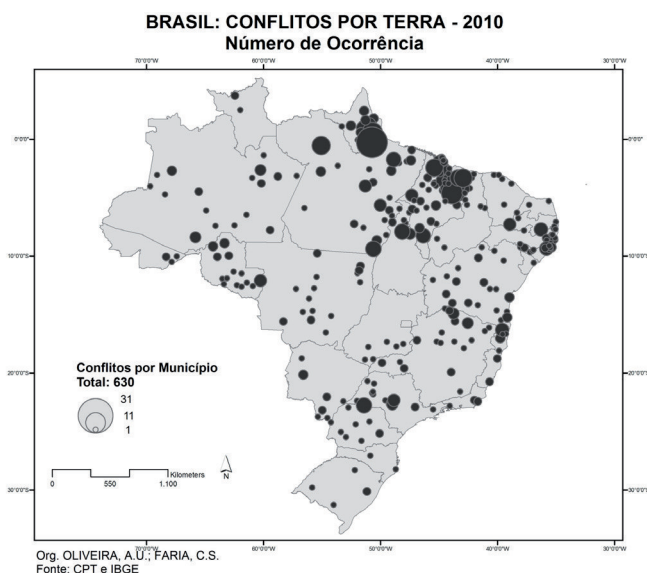 BRASIL: CONFLITOS POR TERRA - 2010
Número de Ocorrência
70°0'0"W 60°0'0"W 50°0'0"W 40°0'0"W 30°0'0"W
0°0'0" 0°0'0"
10°0'0"S 10°0'0"S
20°0'0"S 20°0'0"S
30°0'0"S 30°0'0"S
Conflitos por Município
Total: 630
31
11
1
Kilometers
0 550 1.100
N
70°0'0"W 60°0'0"W 50°0'0"W 40°0'0"W 30°0'0"W
Org. OLIVEIRA, A.U.; FARIA, C.S.
Fonte: CPT e IBGE